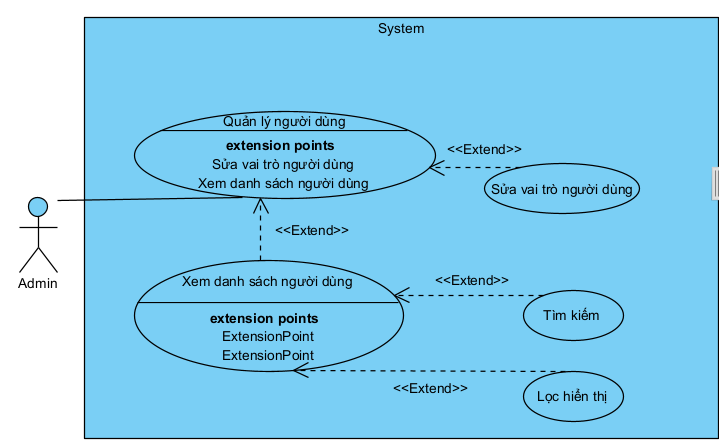 System
Quản lý người dùng
extension points
Sửa vai trò người dùng
Xem danh sách người dùng
<<Extend>>
Sửa vai trò người dùng
Admin
<<Extend>>
Xem danh sách người dùng
extension points
ExtensionPoint
ExtensionPoint
<<Extend>>
Tìm kiếm
<<Extend>>
Lọc hiển thị